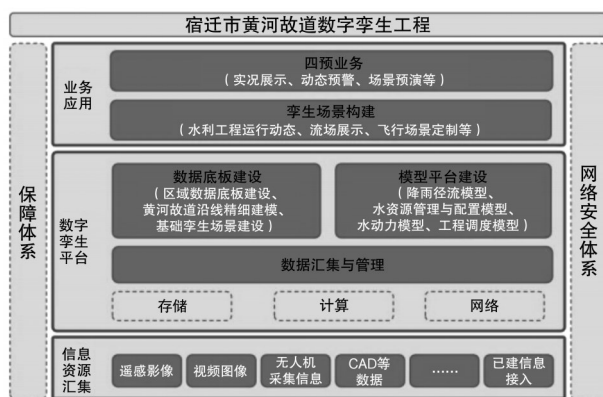 宿迁市黄河故道数字孪生工程
保障体系
业务
应用
四预业务
（实况展示、动态预警、场景预演等）
孪生场景构建
（水利工程运行动态、流场展示、飞行场景定制等）
数字
孪生
平台
数据底板建设
（区域数据底板建设、
黄河故道沿线精细建模、
基础孪生场景建设）
模型平台建设
（降雨径流模型、
水资源管理与配置模型、
水动力模型、工程调度模型）
数据汇集与管理
存储
计算
网络
信息
资源
汇集
遥感影像
视频图像
无人机
采集信息
CAD等
数据
……
已建信息
接入
网络安全体系